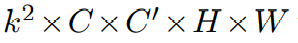 k² × C × C′ × H × W